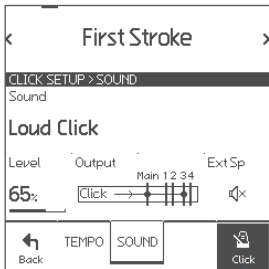 First Stroke
CLICK SETUP > SOUND
Sound
Loud Click
Level Output Ext Sp
Main 1 2 3 4
65% Click
Back TEMPO SOUND Click